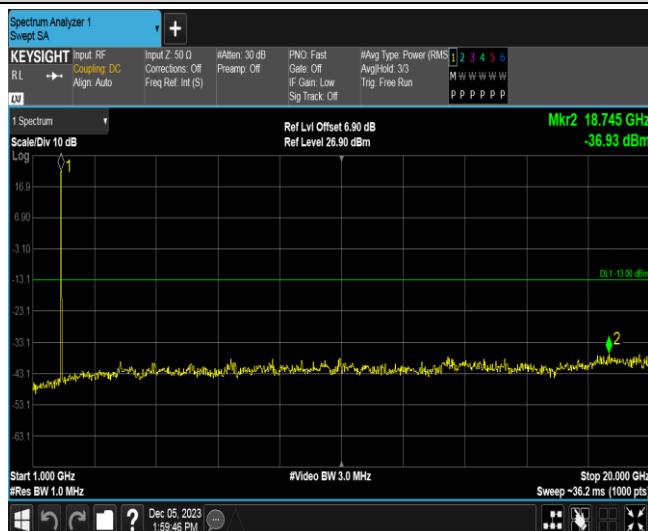 Spectrum Analyzer 1
Swept SA
+
KEYSIGHT Input: RF Input Z: 50 Ω #Atten: 30 dB PNO: Fast #Avg Type: Power (RMS 1 2 3 4 5 6
RL Coupling: DC Corrections: Off Preamp: Off Gate: Off Avg|Hold: 3/3 M W W W W W
Align: Auto Freq Ref: Int (S) IF Gain: Low Trig: Free Run
Sig Track: Off P P P P P P
LXI
1 Spectrum Ref Lvl Offset 6.90 dB Mkr2 18.745 GHz
Scale/Div 10 dB Ref Level 26.90 dBm -36.93 dBm
Log
1
16.9
6.90
-3.10
-13.1 DL1 -13.00 dBm
-23.1
-33.1 2
-43.1
-53.1
-63.1
Start 1.000 GHz #Video BW 3.0 MHz Stop 20.000 GHz
#Res BW 1.0 MHz Sweep ~36.2 ms (1000 pts)
? Dec 05, 2023
1:59:46 PM